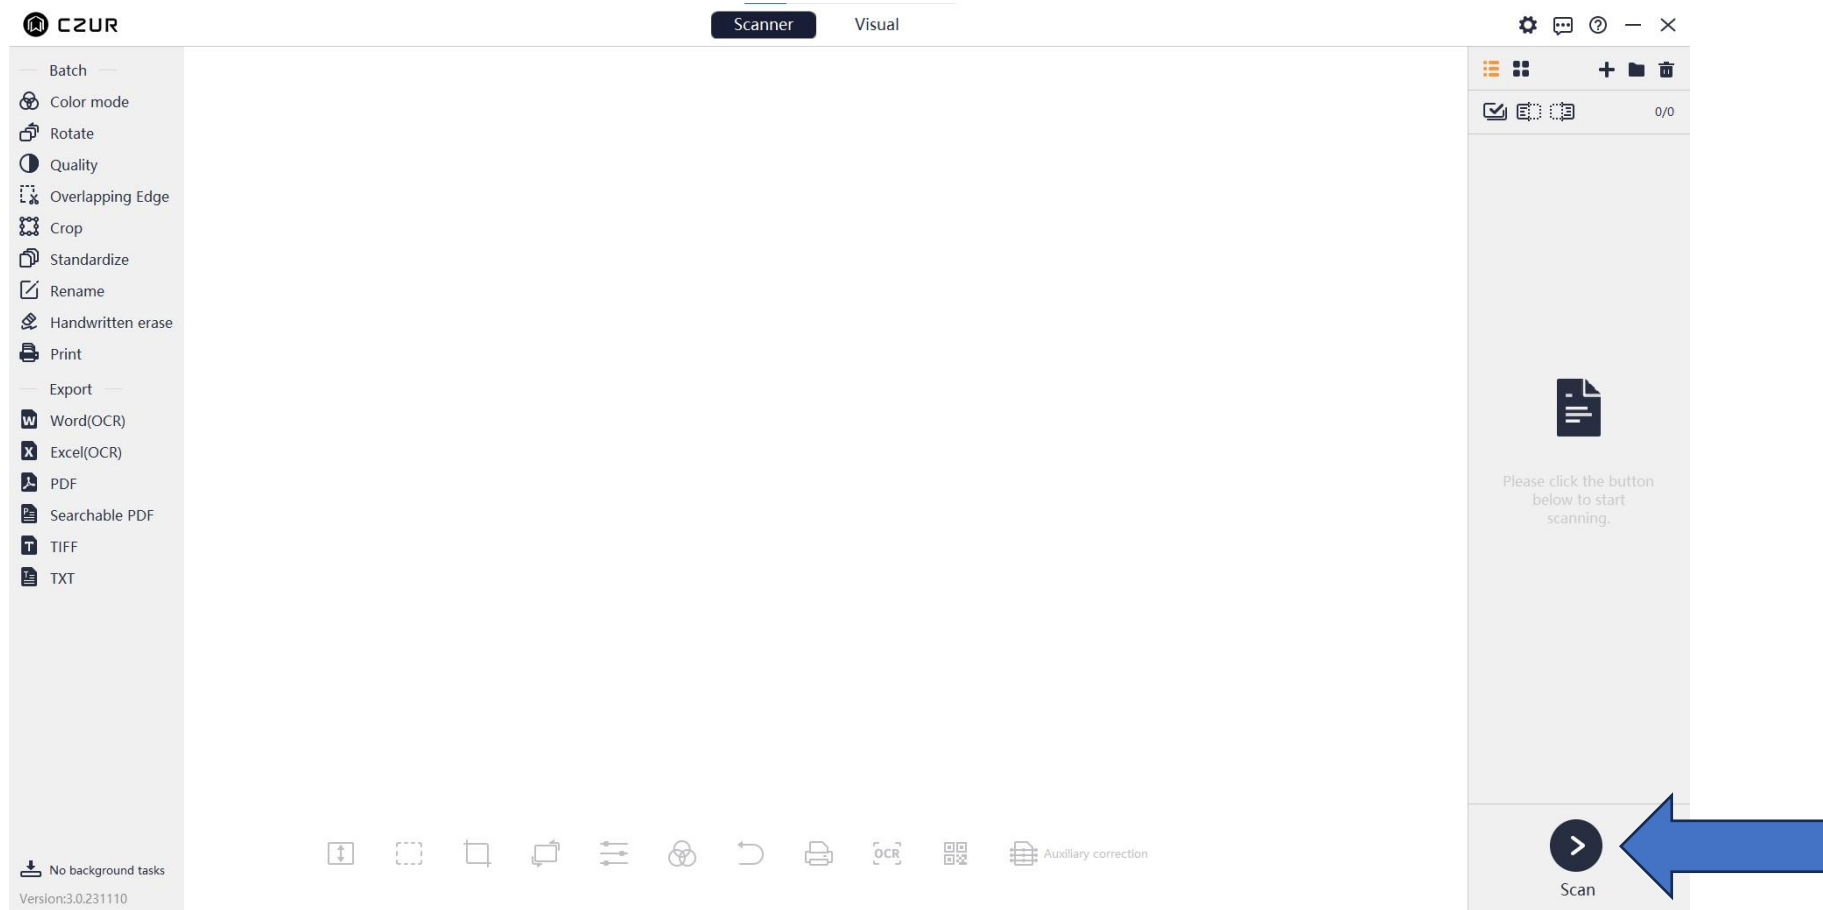 CZUR
Scanner
Visual
Batch
Color mode
Rotate
Quality
Overlapping Edge
Crop
Standardize
Rename
Handwritten erase
Print
Export
Word(OCR)
Excel(OCR)
PDF
Searchable PDF
TIFF
TXT
No background tasks
Version:3.0.231110
OCR
Auxiliary correction
0/0
Please click the button
below to start
scanning.
Scan